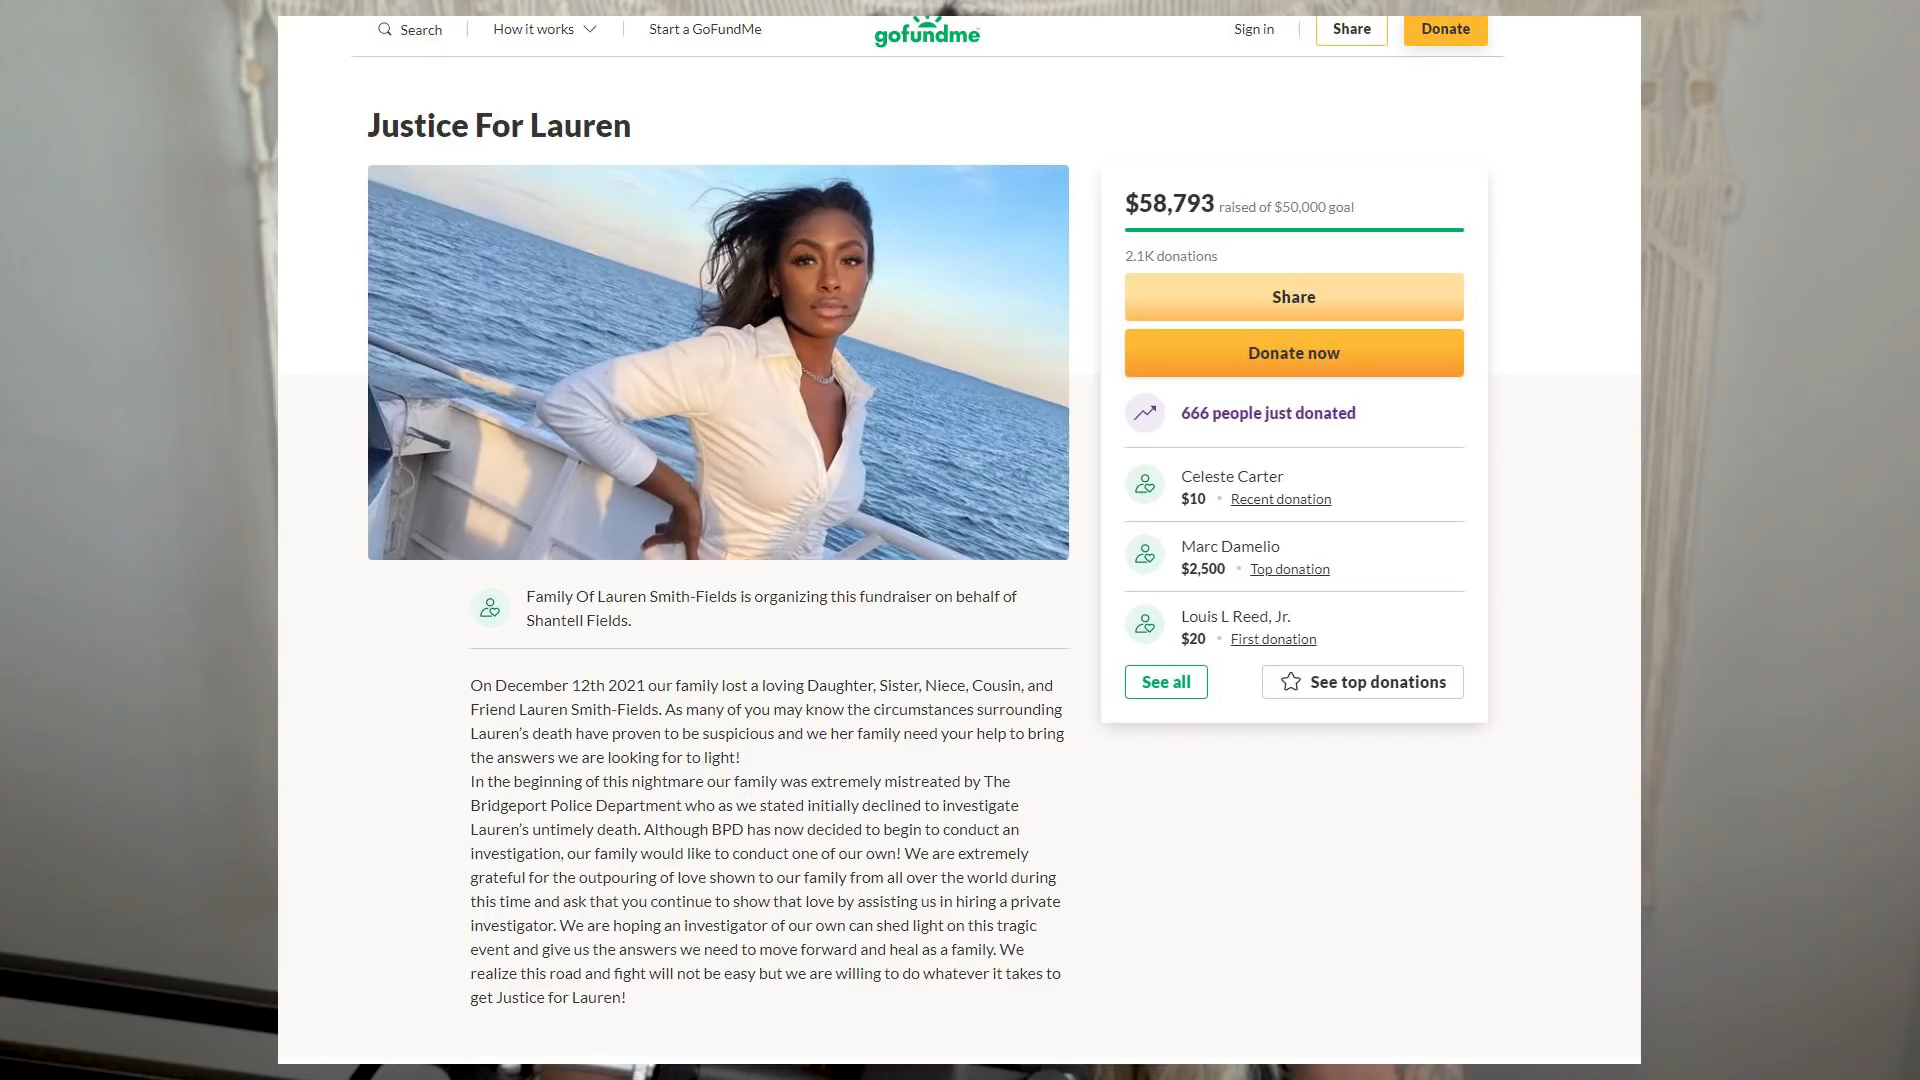 Search
How it works
Start a GoFundMe
gofundme
Sign in
Share
Donate
Justice For Lauren
$58,793 raised of $50,000 goal
2.1K donations
Share
Donate now
666 people just donated
Celeste Carter
$10 • Recent donation
Marc Damelio
$2,500 • Top donation
Louis L Reed, Jr.
$20 • First donation
See all
See top donations
Family Of Lauren Smith-Fields is organizing this fundraiser on behalf of
Shantell Fields.
On December 12th 2021 our family lost a loving Daughter, Sister, Niece, Cousin, and
Friend Lauren Smith-Fields. As many of you may know the circumstances surrounding
Lauren’s death have proven to be suspicious and we her family need your help to bring
the answers we are looking for to light!
In the beginning of this nightmare our family was extremely mistreated by The
Bridgeport Police Department who as we stated initially declined to investigate
Lauren’s untimely death. Although BPD has now decided to begin to conduct an
investigation, our family would like to conduct one of our own! We are extremely
grateful for the outpouring of love shown to our family from all over the world during
this time and ask that you continue to show that love by assisting us in hiring a private
investigator. We are hoping an investigator of our own can shed light on this tragic
event and give us the answers we need to move forward and heal as a family. We
realize this road and fight will not be easy but we are willing to do whatever it takes to
get Justice for Lauren!